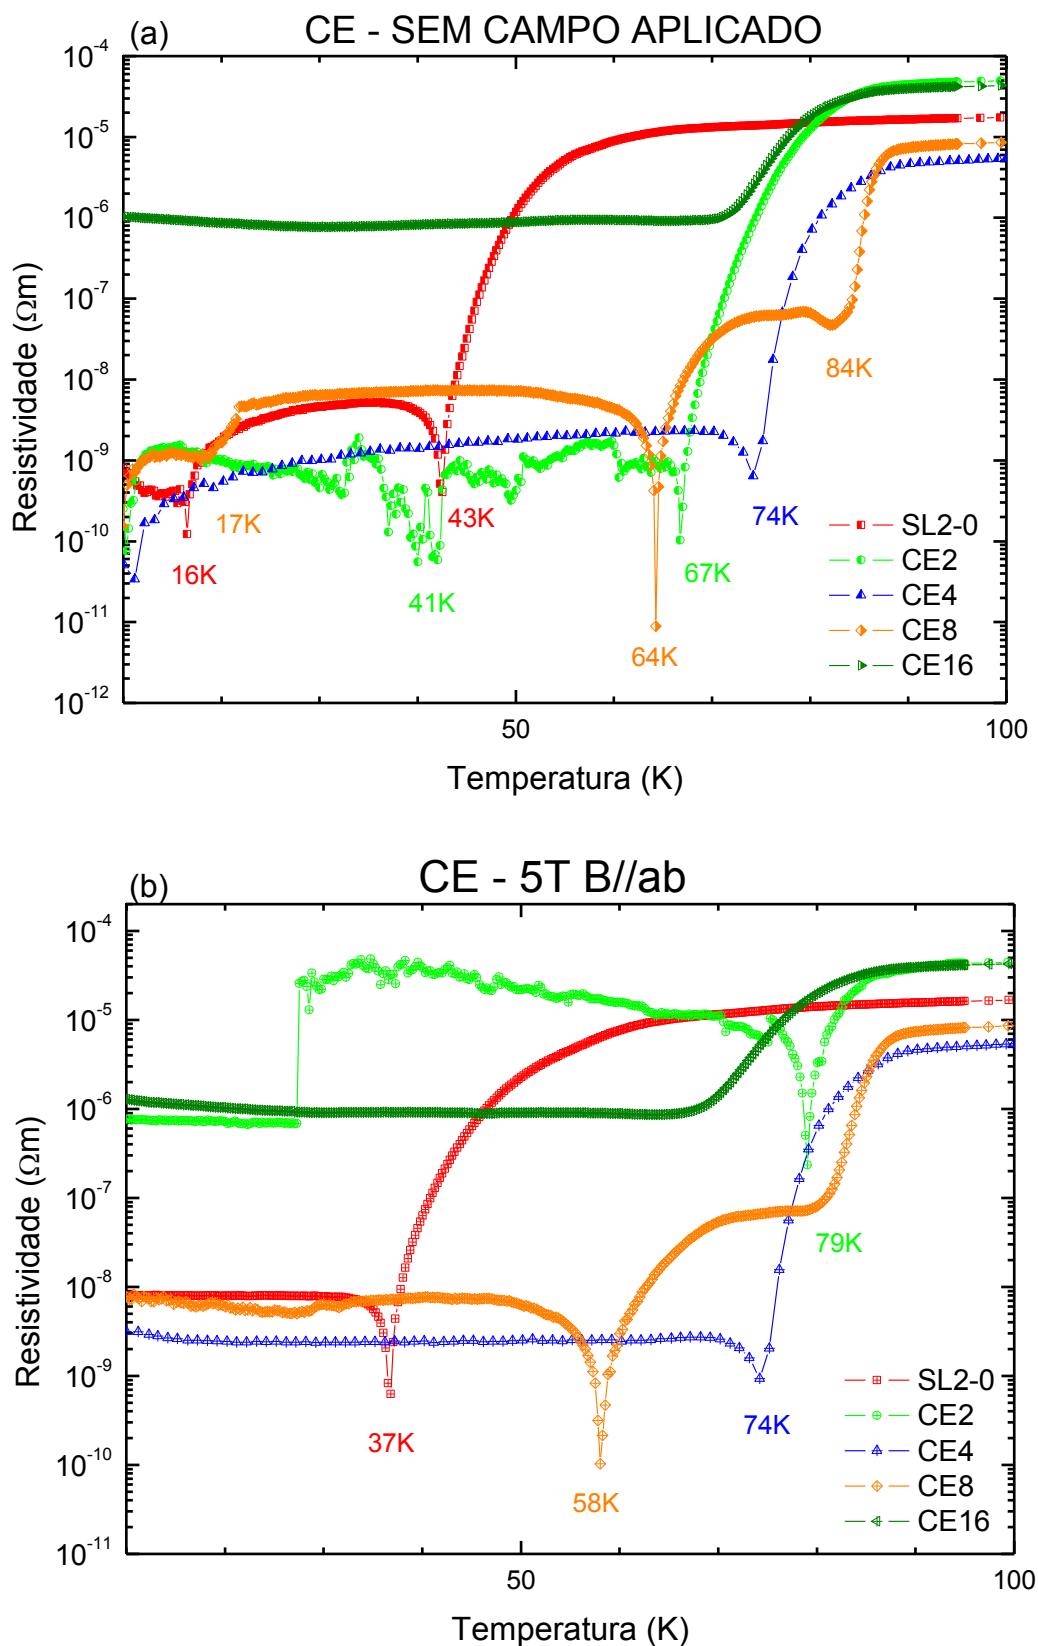 (a)
CE - SEM CAMPO APLICADO
10⁻⁴
10⁻⁵
10⁻⁶
10⁻⁷
10⁻⁸
10⁻⁹
10⁻¹⁰
10⁻¹¹
10⁻¹²
Resistividade (Ωm)
84K
17K
43K
74K
16K
67K
41K
64K
SL2-0
CE2
CE4
CE8
CE16
50
100
Temperatura (K)
(b)
CE - 5T B//ab
10⁻⁴
10⁻⁵
10⁻⁶
10⁻⁷
10⁻⁸
10⁻⁹
10⁻¹⁰
10⁻¹¹
Resistividade (Ωm)
79K
37K
74K
58K
SL2-0
CE2
CE4
CE8
CE16
50
100
Temperatura (K)